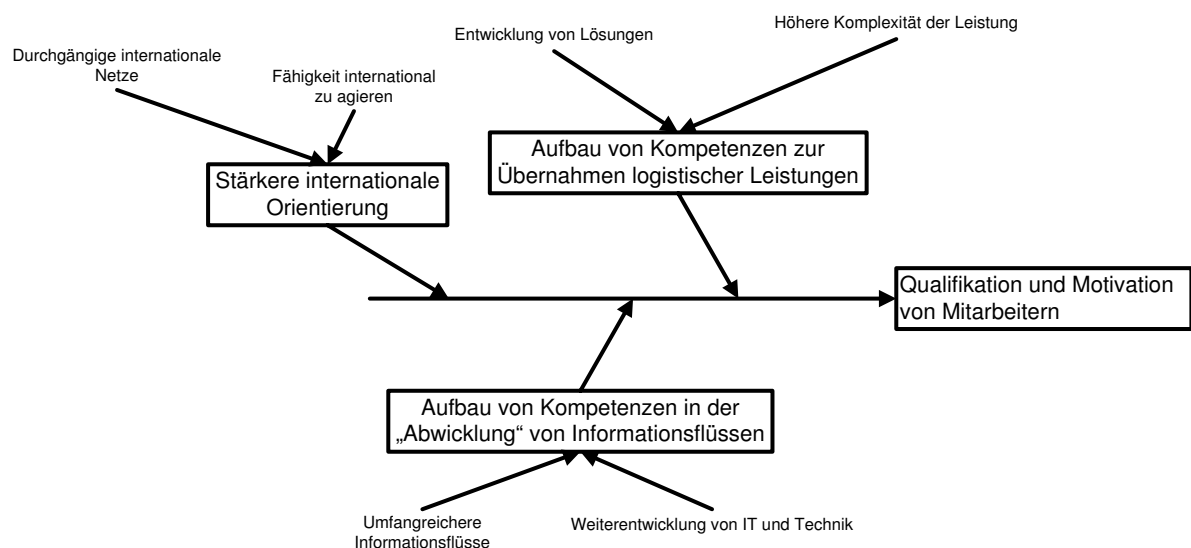 Entwicklung von Lösungen
Höhere Komplexität der Leistung
Durchgängige internationale
Netze
Fähigkeit international
zu agieren
Aufbau von Kompetenzen zur
Übernahmen logistischer Leistungen
Stärkere internationale
Orientierung
Qualifikation und Motivation
von Mitarbeitern
Aufbau von Kompetenzen in der
„Abwicklung“ von Informationsflüssen
Umfangreichere
Informationsflüsse
Weiterentwicklung von IT und Technik